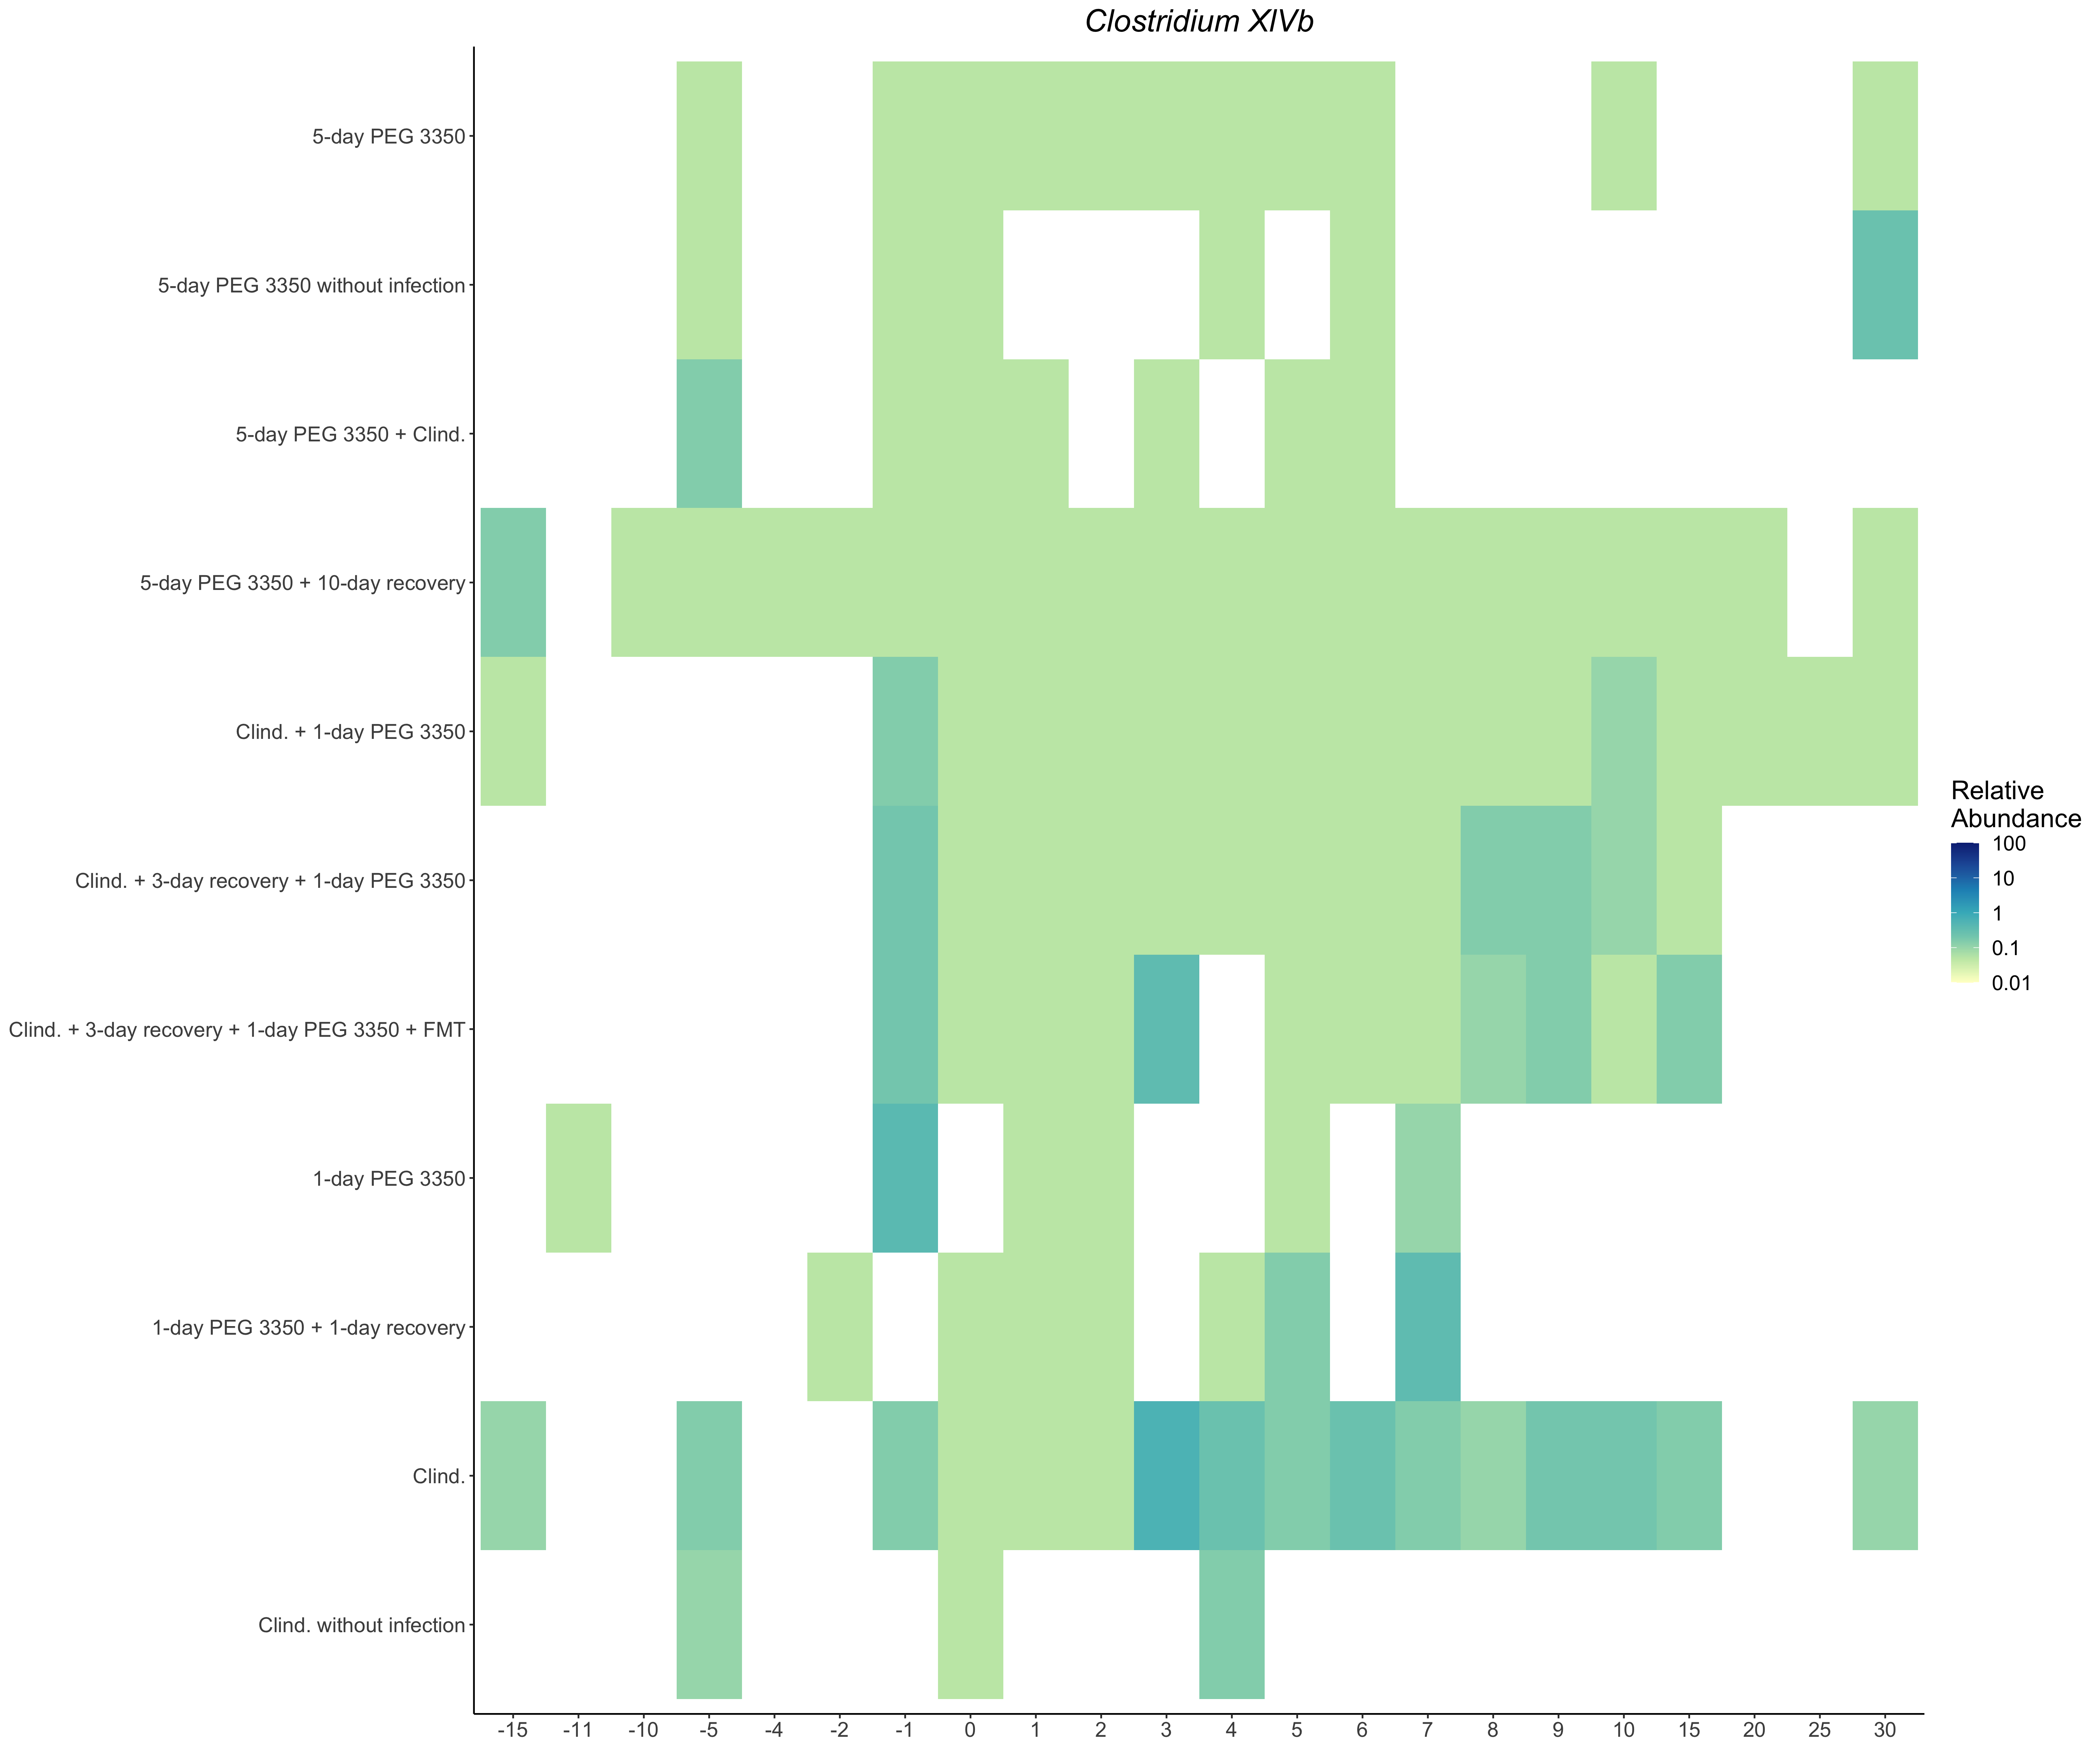 Clostridium XIVb
5-day PEG 3350
5-day PEG 3350 without infection
5-day PEG 3350 + Clind.
5-day PEG 3350 + 10-day recovery
Clind. + 1-day PEG 3350
Clind. + 3-day recovery + 1-day PEG 3350
Clind. + 3-day recovery + 1-day PEG 3350 + FMT
1-day PEG 3350
1-day PEG 3350 + 1-day recovery
Clind.
Clind. without infection
-15 -11 -10 -5 -4 -2 -1 0 1 2 3 4 5 6 7 8 9 10 15 20 25 30
Relative
Abundance
100
10
1
0.1
0.01